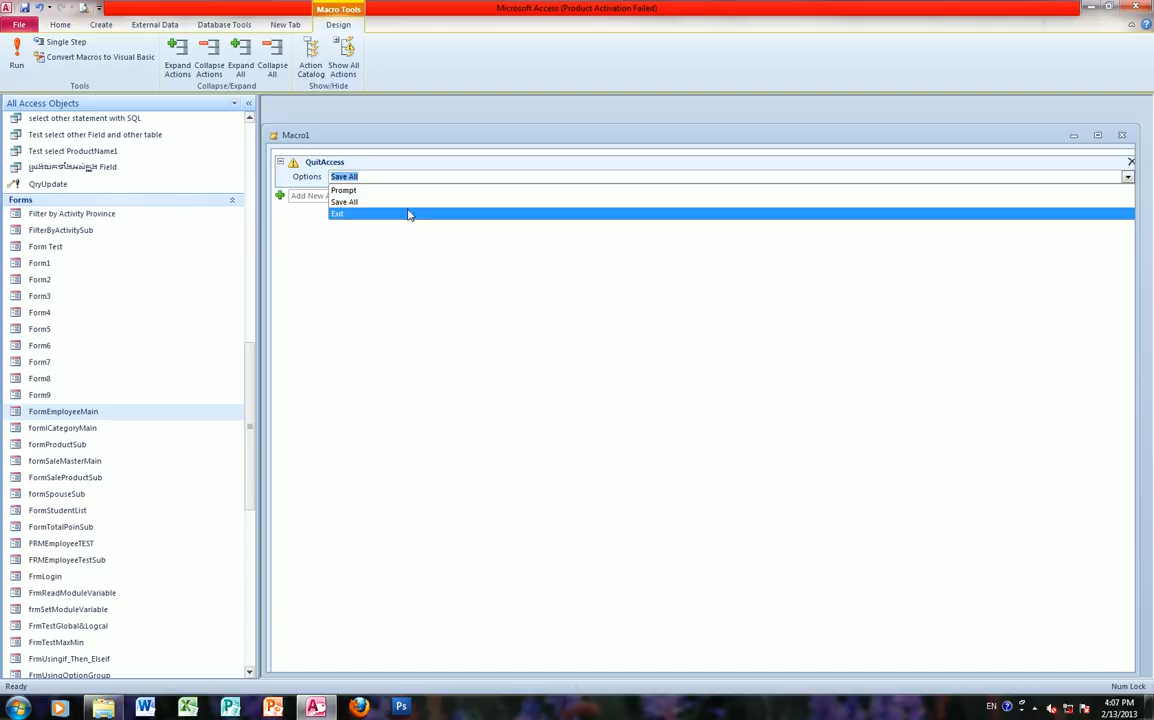 Macro Tools
Microsoft Access (Product Activation Failed)
File
Home
Create
External Data
Database Tools
New Tab
Design
Run
Single Step
Convert Macros to Visual Basic
Tools
Expand Actions
Collapse Actions
Expand All
Collapse All
Collapse/Expand
Action Catalog
Show All Actions
Show/Hide
All Access Objects
select other statement with SQL
Test select other Field and other table
Test select ProductName1
Field
QryUpdate
Forms
Filter by Activity Province
FilterByActivitySub
Form Test
Form1
Form2
Form3
Form4
Form5
Form6
Form7
Form8
Form9
FormEmployeeMain
formlCategoryMain
formProductSub
formSaleMasterMain
FormSaleProductSub
formSpouseSub
FormStudentList
FormTotalPoinSub
FRMEmployeeTEST
FRMEmployeeTestSub
FrmLogin
FrmReadModuleVariable
frmSetModuleVariable
FrmTestGlobal&Logcal
FrmTestMaxMin
FrmUsingif_Then_Elseif
FrmUsingOptionGroup
Macro1
QuitAccess
Options
Save All
Prompt
Save All
Exit
Add New
Ready
Num Lock
EN
4:07 PM
2/13/2013